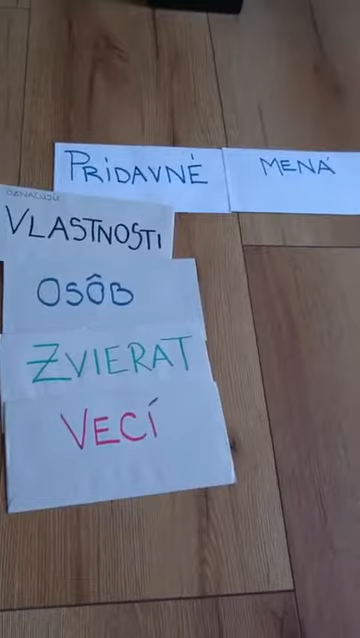 PRÍDAVNÉ MENÁ
OZNAČUJÚ
VLASTNOSTI
OSÔB
ZVIERAT
VECÍ